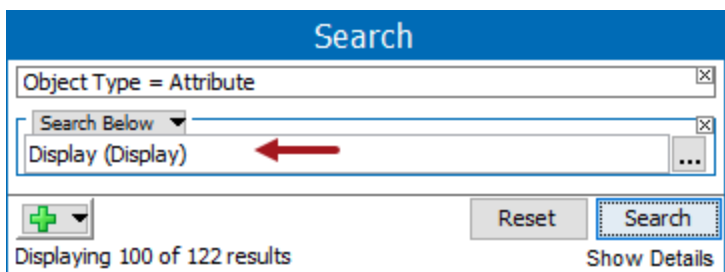 Search
Object Type = Attribute
Search Below
Display (Display)
...
Reset Search
Displaying 100 of 122 results Show Details